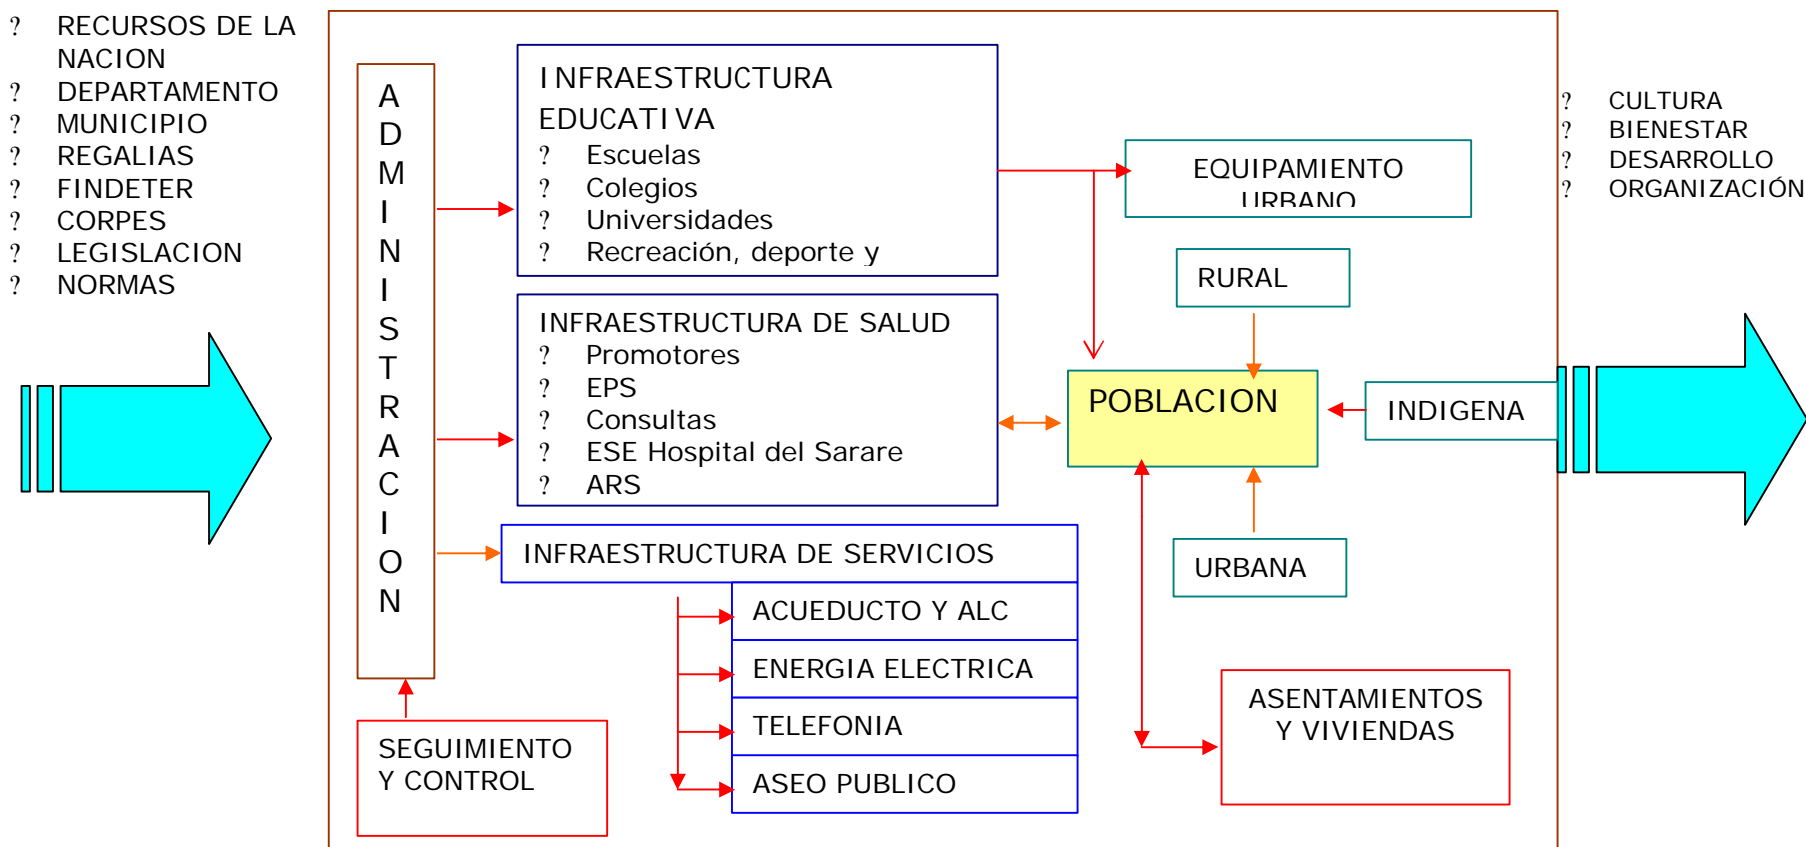 ? RECURSOS DE LA
NACION
? DEPARTAMENTO
? MUNICIPIO
? REGALIAS
? FINDETER
? CORPES
? LEGISLACION
? NORMAS
A
D
M
I
N
I
S
T
R
A
C
I
O
N
SEGUIMIENTO
Y CONTROL
INFRAESTRUCTURA
EDUCATIVA
? Escuelas
? Colegios
? Universidades
? Recreación, deporte y
INFRAESTRUCTURA DE SALUD
? Promotores
? EPS
? Consultas
? ESE Hospital del Sarare
? ARS
INFRAESTRUCTURA DE SERVICIOS
ACUEDUCTO Y ALC
ENERGIA ELECTRICA
TELEFONIA
ASEO PUBLICO
EQUIPAMIENTO
URBANO
RURAL
POBLACION
INDIGENA
URBANA
ASENTAMIENTOS
Y VIVIENDAS
? CULTURA
? BIENESTAR
? DESARROLLO
? ORGANIZACIÓN